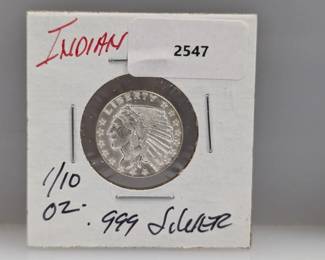 INDIAN
2547
LIBERTY
1/10
OZ.
.999 SILVER